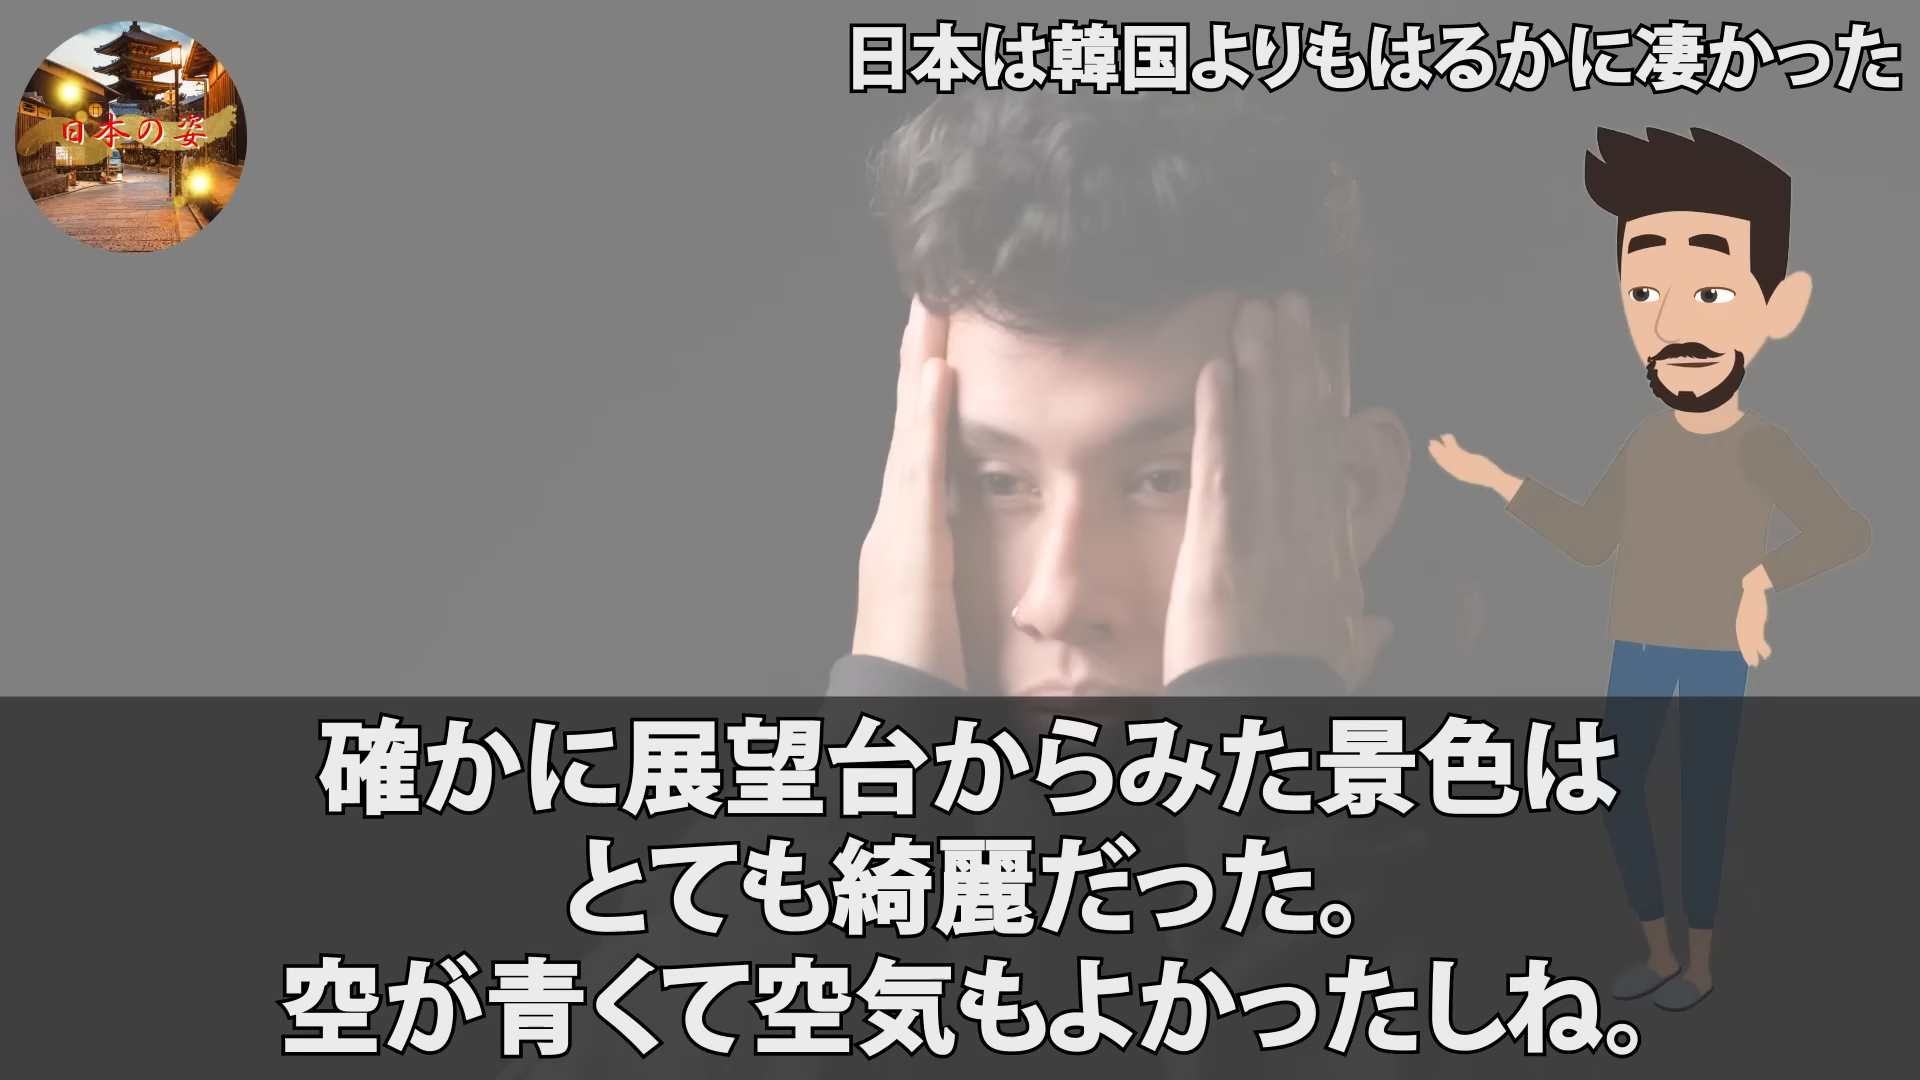 日本は韓国よりもはるかに凄かった
日本の姿
確かに展望台からみた景色は
とても綺麗だった。
空が青くて空気もよかったしね。